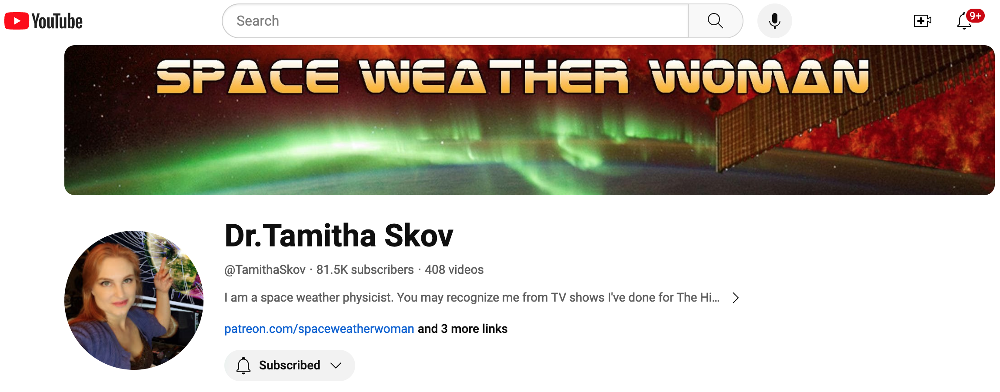 YouTube
Search
9+
SPACE WEATHER WOMAN
Dr.Tamitha Skov
@TamithaSkov · 81.5K subscribers · 408 videos
I am a space weather physicist. You may recognize me from TV shows I've done for The Hi...
patreon.com/spaceweatherwoman and 3 more links
Subscribed